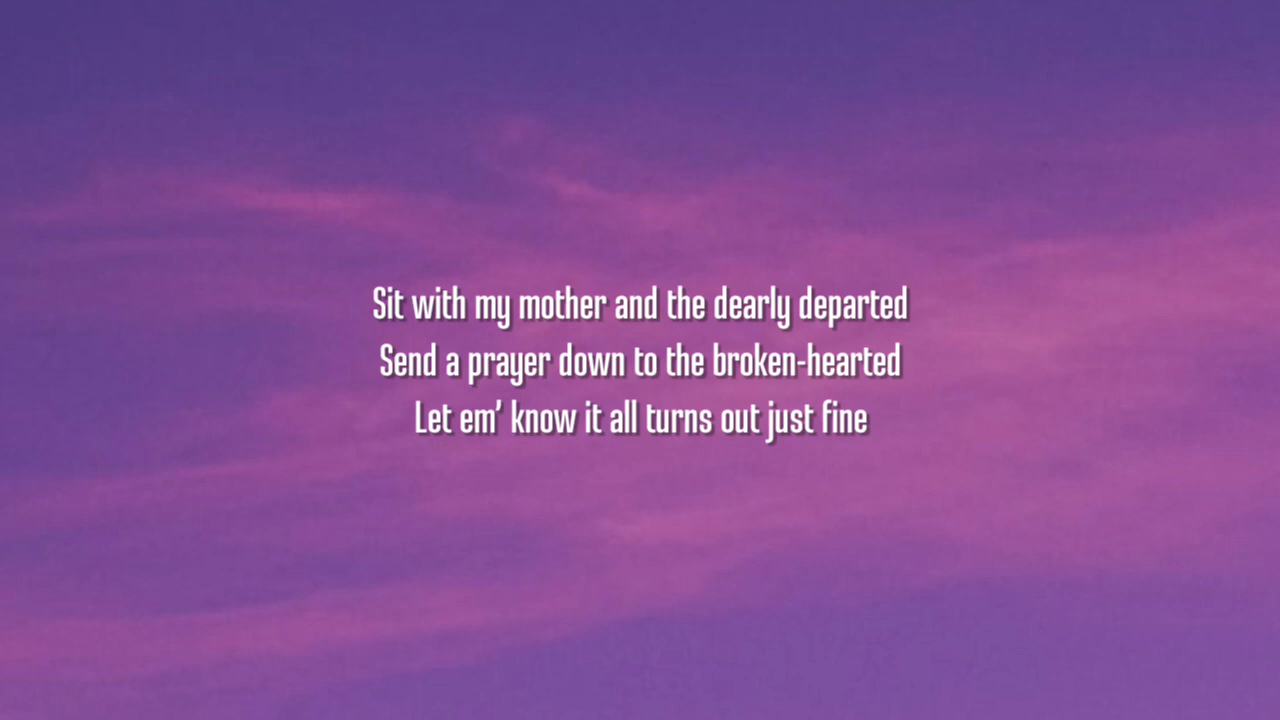 Sit with my mother and the dearly departed
Send a prayer down to the broken-hearted
Let em’ know it all turns out just fine